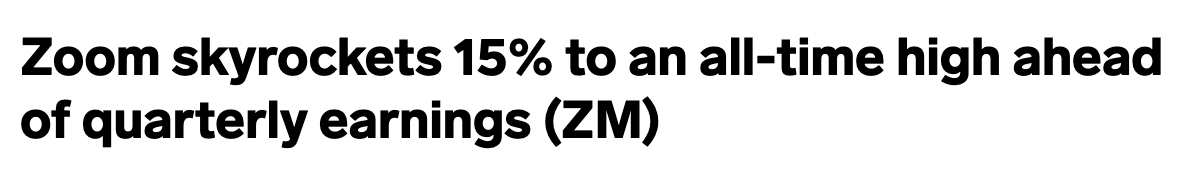 Zoom skyrockets 15% to an all-time high ahead
of quarterly earnings (ZM)